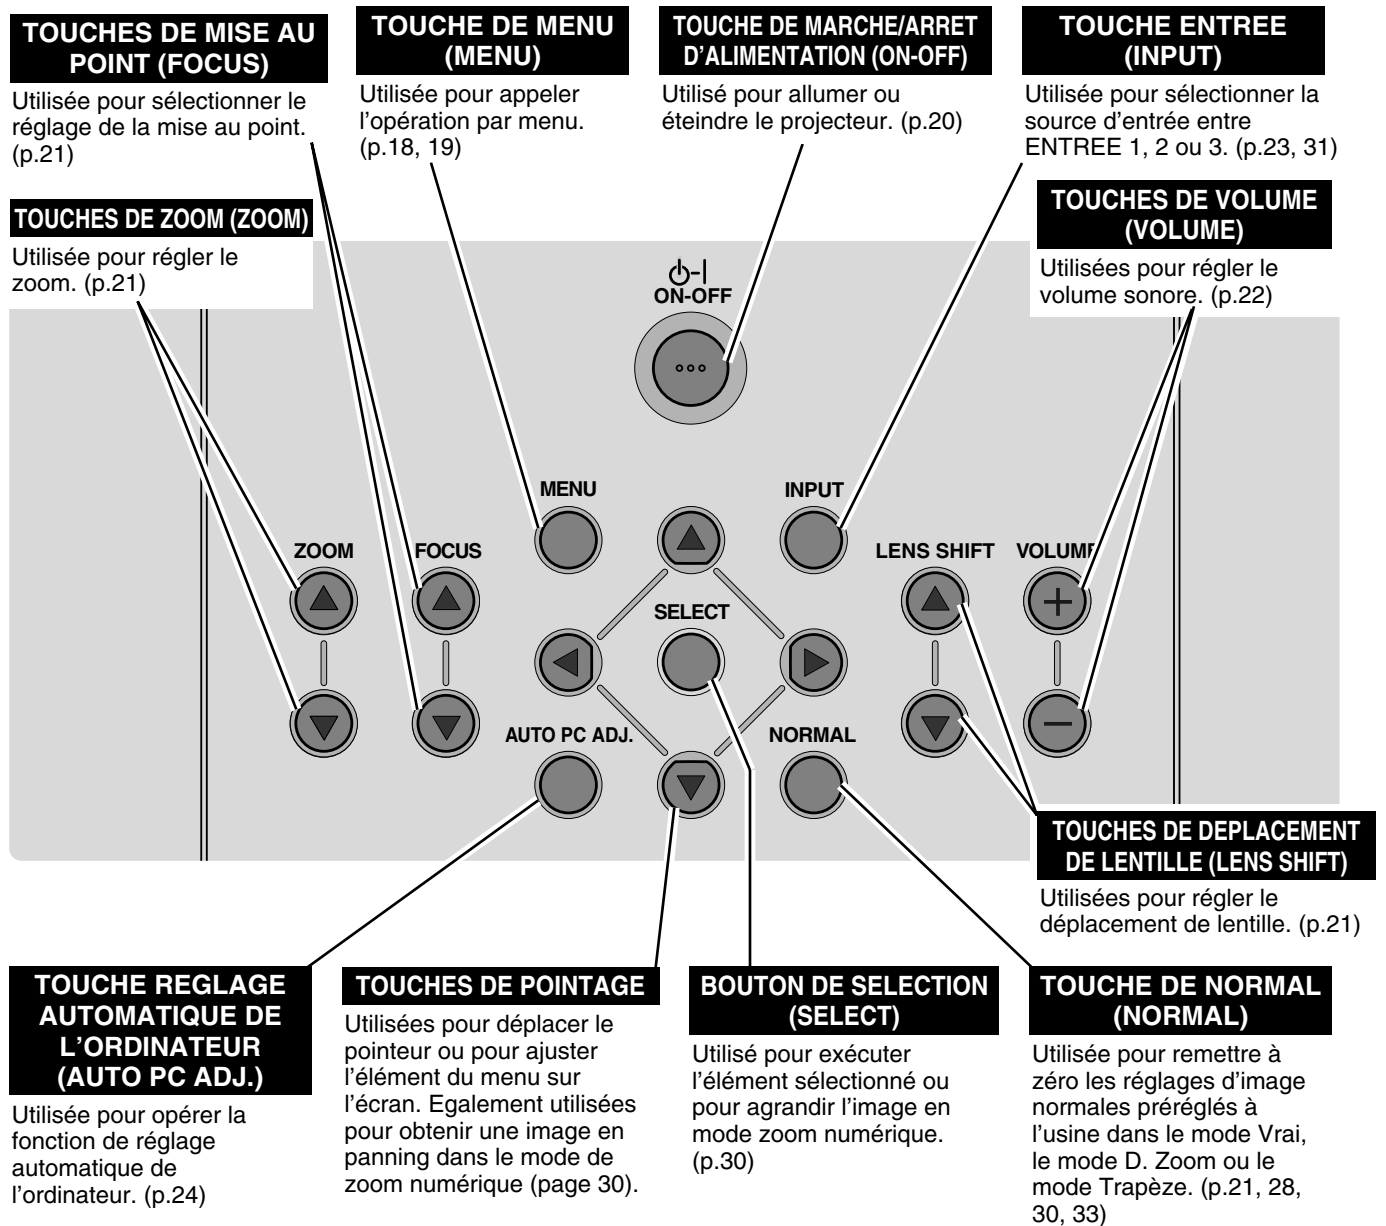 TOUCHES DE MISE AU
POINT (FOCUS)
Utilisée pour sélectionner le
réglage de la mise au point.
(p.21)
TOUCHE DE MENU
(MENU)
Utilisée pour appeler
l'opération par menu.
(p.18, 19)
TOUCHE DE MARCHE/ARRET
D'ALIMENTATION (ON-OFF)
Utilisé pour allumer ou
éteindre le projecteur. (p.20)
TOUCHE ENTREE
(INPUT)
Utilisée pour sélectionner la
source d'entrée entre
ENTREE 1, 2 ou 3. (p.23, 31)
TOUCHES DE ZOOM (ZOOM)
Utilisée pour régler le
zoom. (p.21)
TOUCHES DE VOLUME
(VOLUME)
Utilisées pour régler le
volume sonore. (p.22)
ON-OFF
MENU
INPUT
ZOOM
FOCUS
LENS SHIFT
VOLUME
SELECT
AUTO PC ADJ.
NORMAL
TOUCHES DE DEPLACEMENT
DE LENTILLE (LENS SHIFT)
Utilisées pour régler le
déplacement de lentille. (p.21)
TOUCHE REGLAGE
AUTOMATIQUE DE
L'ORDINATEUR
(AUTO PC ADJ.)
Utilisée pour opérer la
fonction de réglage
automatique de
l'ordinateur. (p.24)
TOUCHES DE POINTAGE
Utilisées pour déplacer le
pointeur ou pour ajuster
l'élément du menu sur
l'écran. Egalement utilisées
pour obtenir une image en
panning dans le mode de
zoom numérique (page 30).
BOUTON DE SELECTION
(SELECT)
Utilisé pour exécuter
l'élément sélectionné ou
pour agrandir l'image en
mode zoom numérique.
(p.30)
TOUCHE DE NORMAL
(NORMAL)
Utilisée pour remettre à
zéro les réglages d'image
normales préréglés à
l'usine dans le mode Vrai,
le mode D. Zoom ou le
mode Trapèze. (p.21, 28,
30, 33)